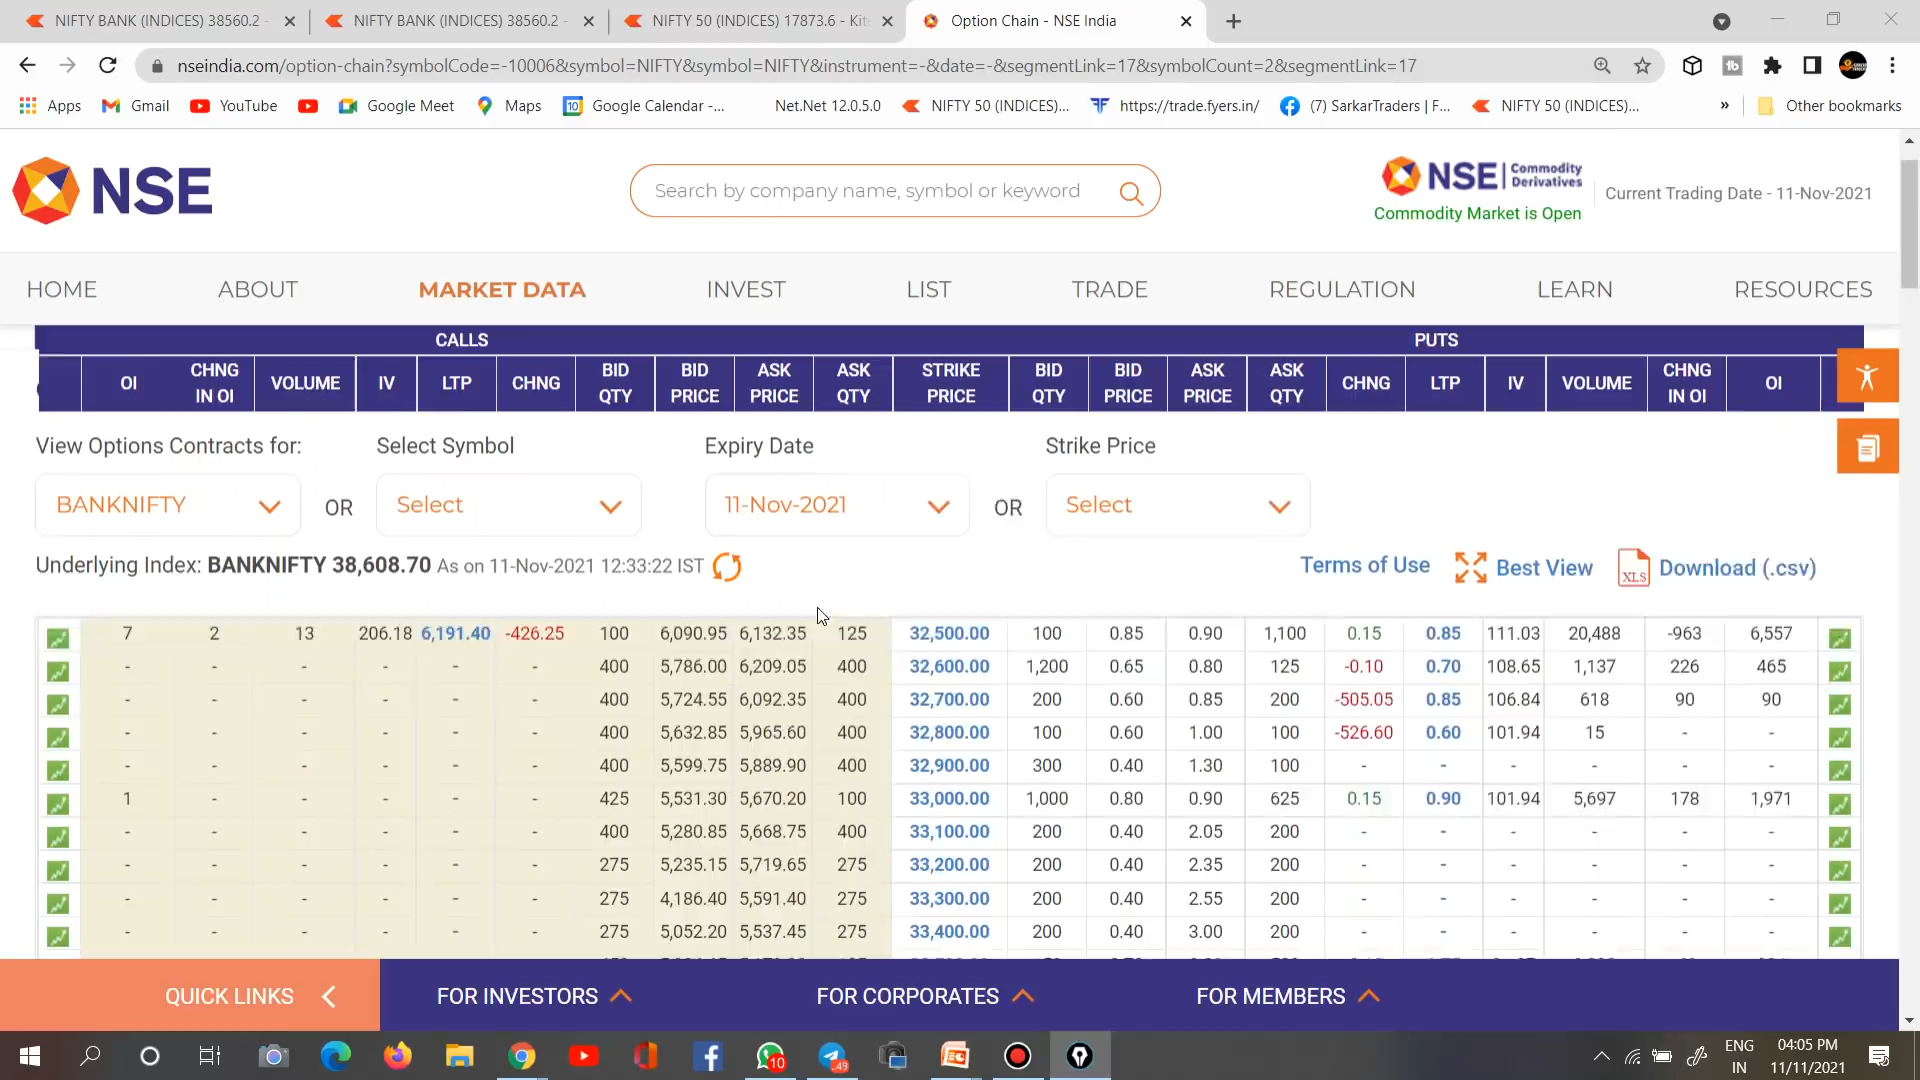 NIFTY BANK (INDICES) 38560.2 -
NIFTY BANK (INDICES) 38560.2 -
NIFTY 50 (INDICES) 17873.6 - Kit
Option Chain - NSE India
nseindia.com/option-chain?symbolCode=-10006&symbol=NIFTY&symbol=NIFTY&instrument=-&date=-&segmentLink=17&symbolCount=2&segmentLink=17
Apps Gmail YouTube Google Meet Maps 10 Google Calendar -... Net.Net 12.0.5.0 NIFTY 50 (INDICES)... https://trade.fyers.in/ (7) SarkarTraders | F... NIFTY 50 (INDICES)... » Other bookmarks
NSE
Search by company name, symbol or keyword
NSE Commodity Derivatives
Commodity Market is Open
Current Trading Date - 11-Nov-2021
HOME ABOUT MARKET DATA INVEST LIST TRADE REGULATION LEARN RESOURCES
CALLS PUTS
OI CHNG IN OI VOLUME IV LTP CHNG BID QTY BID PRICE ASK PRICE ASK QTY STRIKE PRICE BID QTY BID PRICE ASK PRICE ASK QTY CHNG LTP IV VOLUME CHNG IN OI OI
View Options Contracts for: Select Symbol Expiry Date Strike Price
BANKNIFTY OR Select 11-Nov-2021 OR Select
Underlying Index: BANKNIFTY 38,608.70 As on 11-Nov-2021 12:33:22 IST
Terms of Use Best View XLS Download (.csv)
7 2 13 206.18 6,191.40 -426.25 100 6,090.95 6,132.35 125 32,500.00 100 0.85 0.90 1,100 0.15 0.85 111.03 20,488 -963 6,557
- - - - - - 400 5,786.00 6,209.05 400 32,600.00 1,200 0.65 0.80 125 -0.10 0.70 108.65 1,137 226 465
- - - - - - 400 5,724.55 6,092.35 400 32,700.00 200 0.60 0.85 200 -505.05 0.85 106.84 618 90 90
- - - - - - 400 5,632.85 5,965.60 400 32,800.00 100 0.60 1.00 100 -526.60 0.60 101.94 15 - -
- - - - - - 400 5,599.75 5,889.90 400 32,900.00 300 0.40 1.30 100 - - - - - -
1 - - - - - 425 5,531.30 5,670.20 100 33,000.00 1,000 0.80 0.90 625 0.15 0.90 101.94 5,697 178 1,971
- - - - - - 400 5,280.85 5,668.75 400 33,100.00 200 0.40 2.05 200 - - - - - -
- - - - - - 275 5,235.15 5,719.65 275 33,200.00 200 0.40 2.35 200 - - - - - -
- - - - - - 275 4,186.40 5,591.40 275 33,300.00 200 0.40 2.55 200 - - - - - -
- - - - - - 275 5,052.20 5,537.45 275 33,400.00 200 0.40 3.00 200 - - - - - -
QUICK LINKS FOR INVESTORS FOR CORPORATES FOR MEMBERS
10 49 ENG IN 04:05 PM 11/11/2021